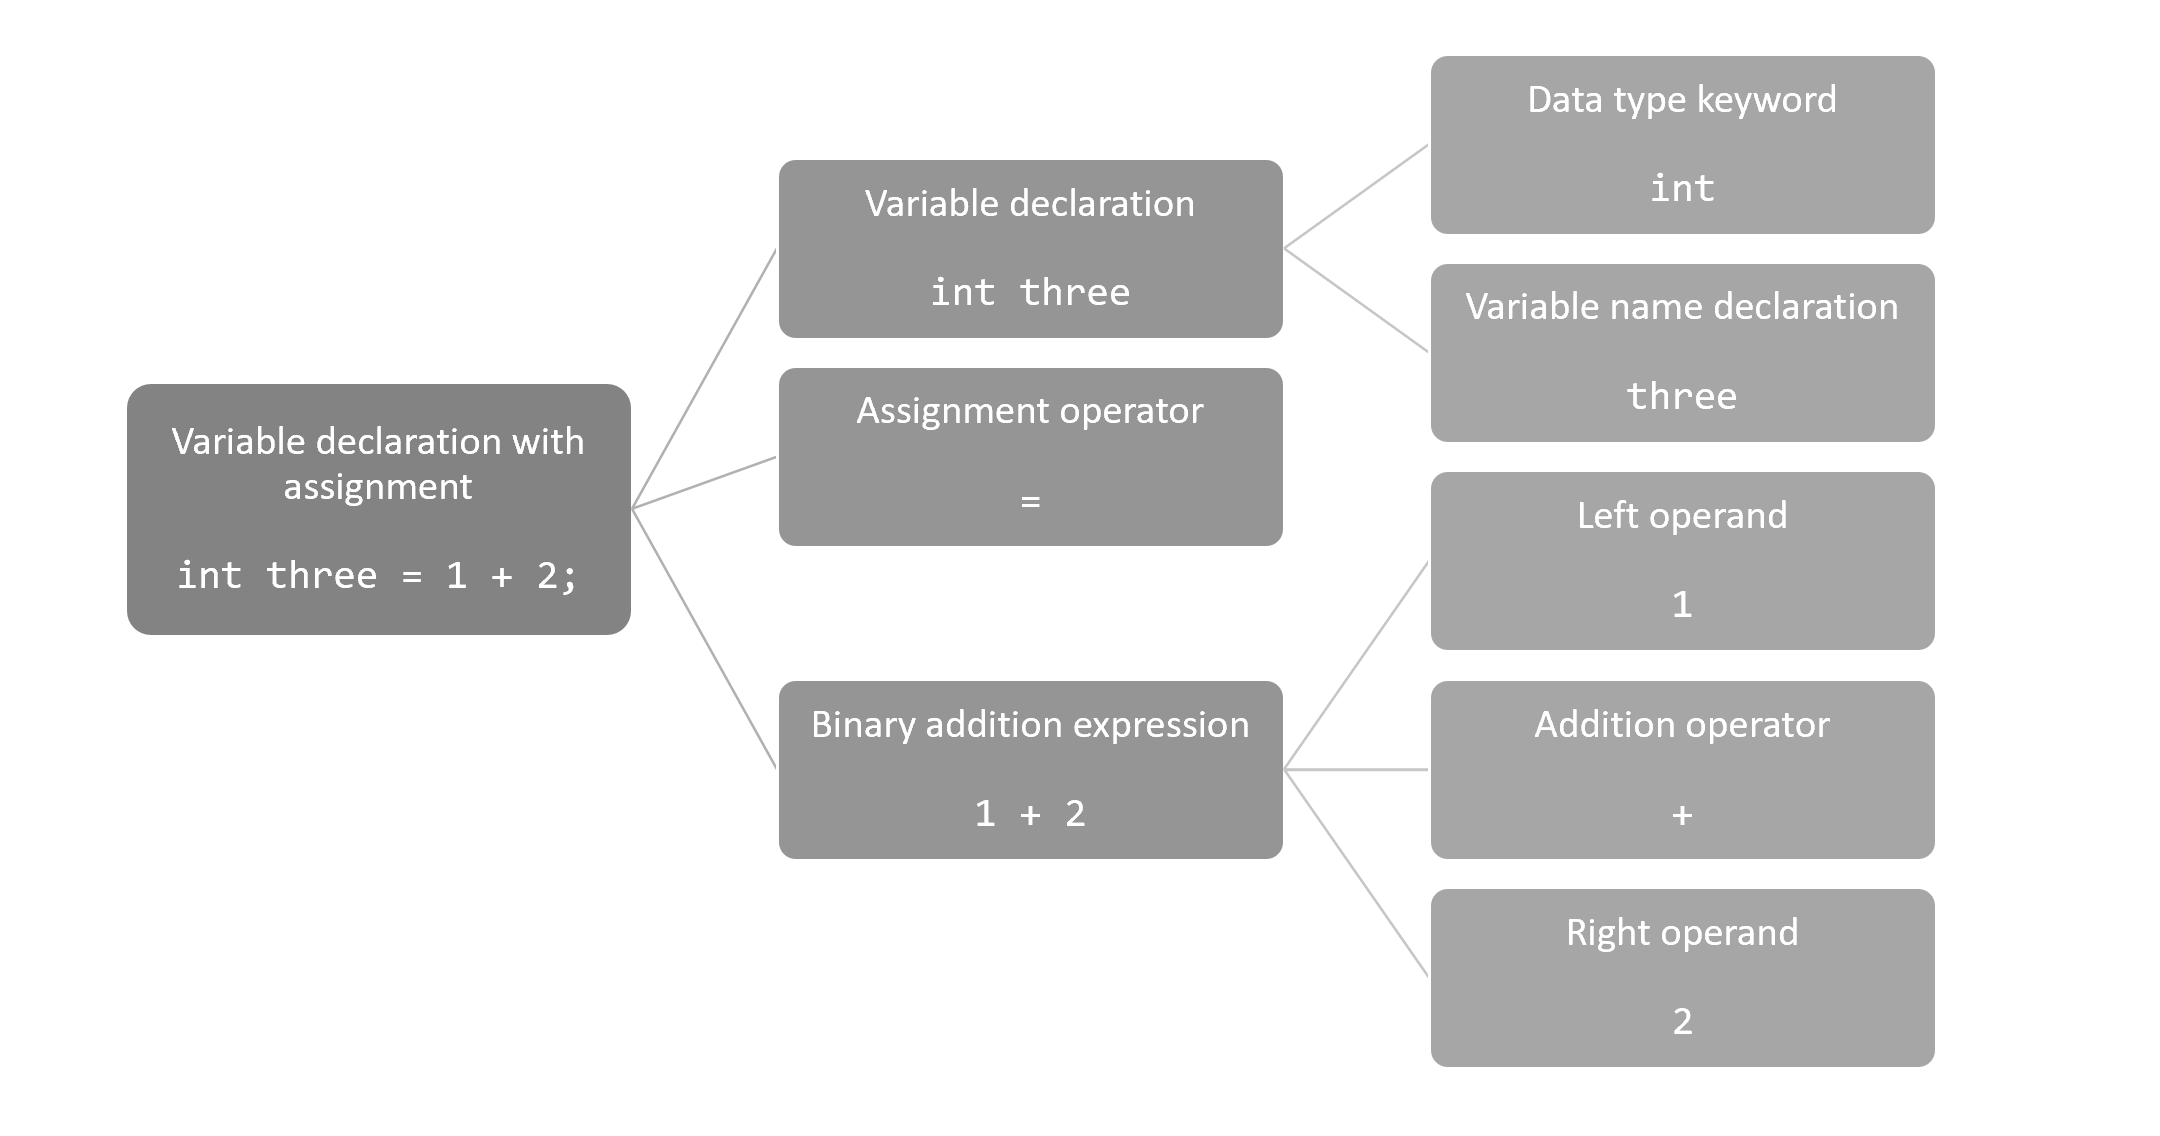 Variable declaration with
assignment
int three = 1 + 2;
Variable declaration
int three
Assignment operator
=
Binary addition expression
1 + 2
Data type keyword
int
Variable name declaration
three
Left operand
1
Addition operator
+
Right operand
2